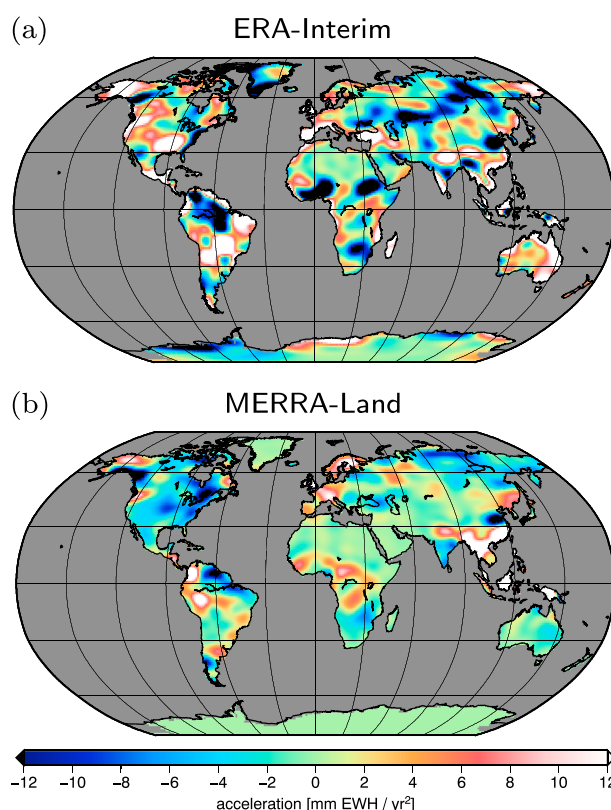 (a) ERA-Interim
(b) MERRA-Land
−12 −10 −8 −6 −4 −2 0 2 4 6 8 10 12
acceleration [mm EWH / yr²]